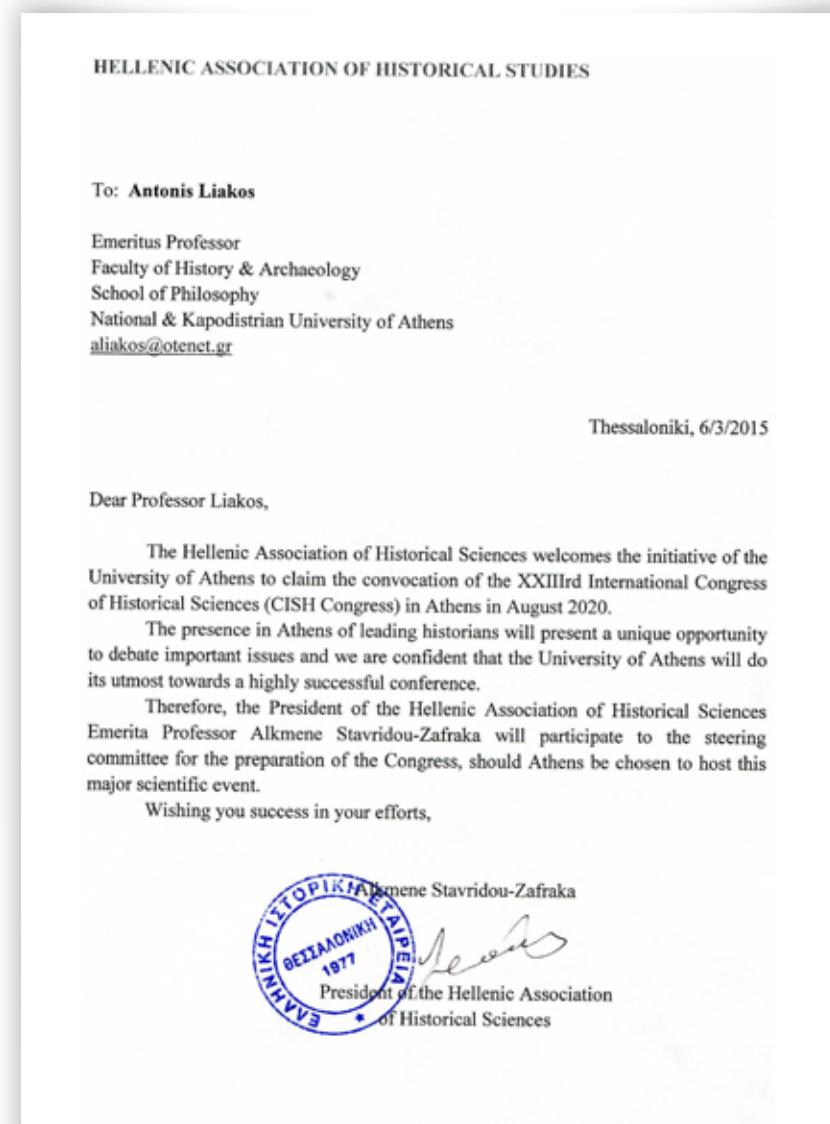 HELLENIC ASSOCIATION OF HISTORICAL STUDIES
To: Antonis Liakos
Emeritus Professor
Faculty of History & Archaeology
School of Philosophy
National & Kapodistrian University of Athens
aliakos@otenet.gr
Thessaloniki, 6/3/2015
Dear Professor Liakos,
The Hellenic Association of Historical Sciences welcomes the initiative of the
University of Athens to claim the convocation of the XXIIIrd International Congress
of Historical Sciences (CISH Congress) in Athens in August 2020.
The presence in Athens of leading historians will present a unique opportunity
to debate important issues and we are confident that the University of Athens will do
its utmost towards a highly successful conference.
Therefore, the President of the Hellenic Association of Historical Sciences
Emerita Professor Alkmene Stavridou-Zafraka will participate to the steering
committee for the preparation of the Congress, should Athens be chosen to host this
major scientific event.
Wishing you success in your efforts,
Alkmene Stavridou-Zafraka
ΕΛΛΗΝΙΚΗ ΙΣΤΟΡΙΚΗ ΕΤΑΙΡΕΙΑ
ΘΕΣΣΑΛΟΝΙΚΗ
1977
President of the Hellenic Association
of Historical Sciences